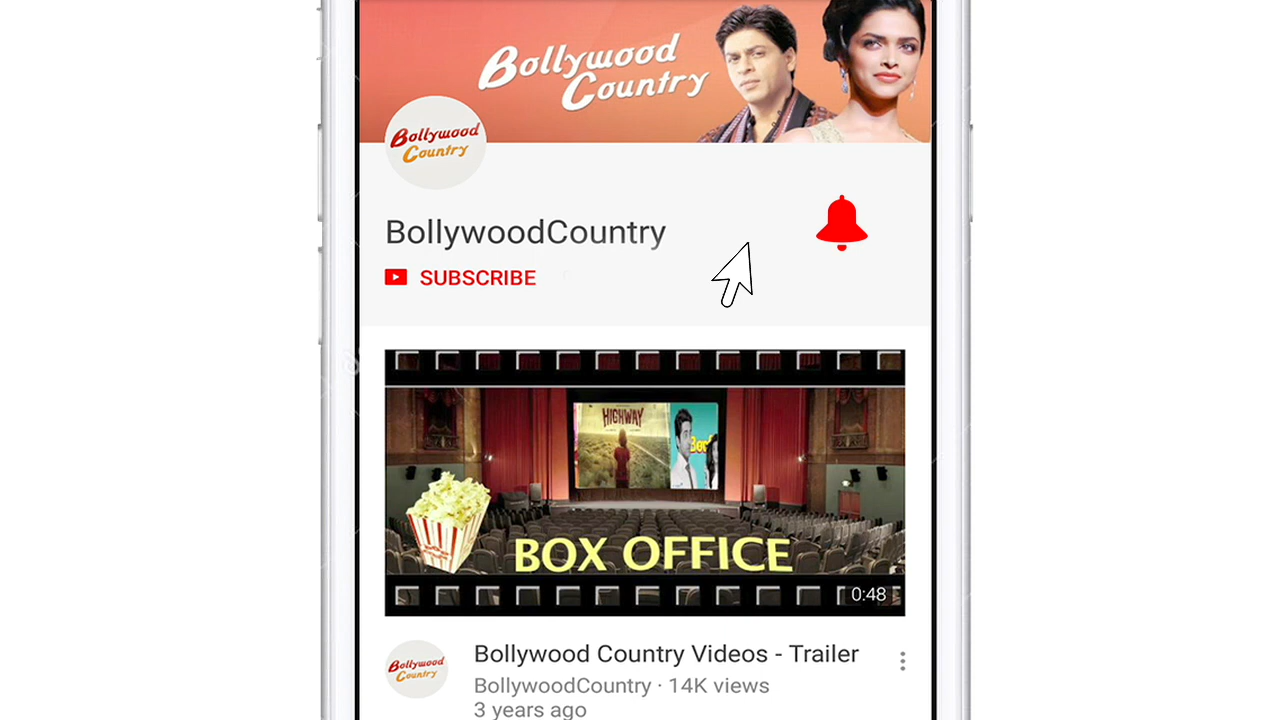 Bollywood
Country
Bollywood
Country
BollywoodCountry
SUBSCRIBE
HIGHWAY
BOX OFFICE
0:48
Bollywood Country Videos - Trailer
Bollywood
Country
BollywoodCountry · 14K views
3 years ago